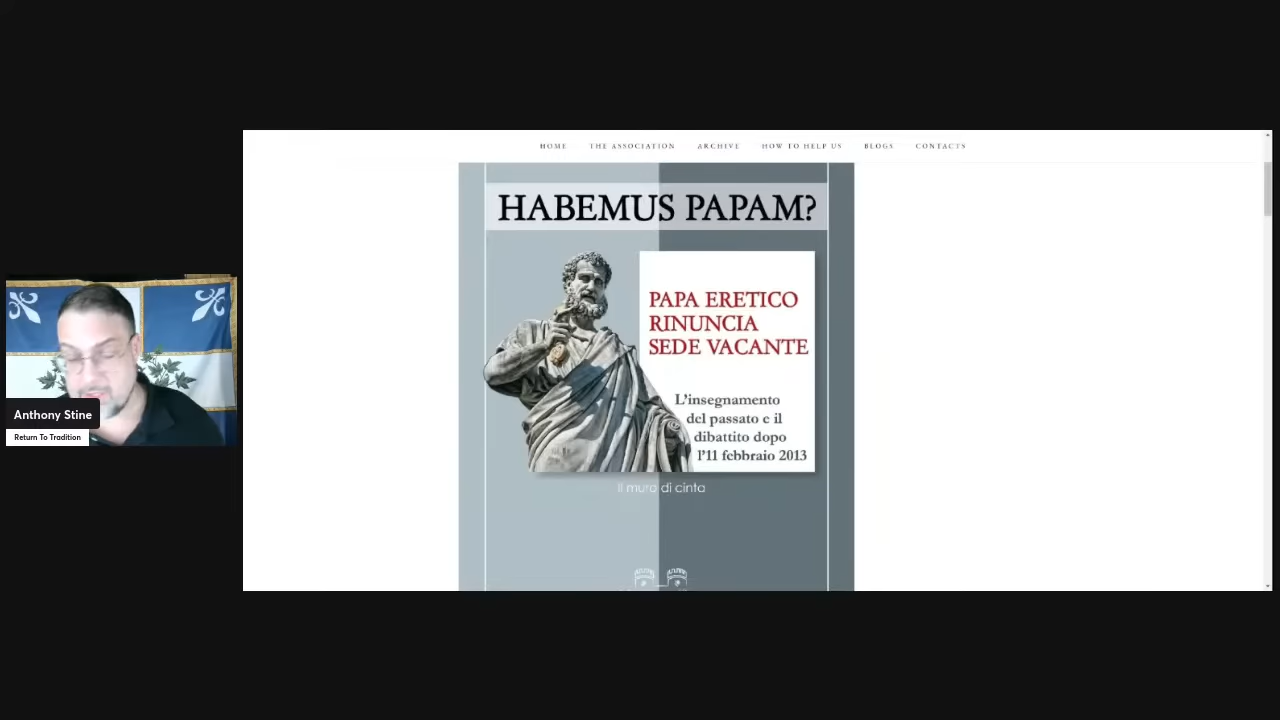 HOME THE ASSOCIATION ARCHIVE HOW TO HELP US BLOGS CONTACTS
HABEMUS PAPAM?
PAPA ERETICO
RINUNCIA
SEDE VACANTE
L'insegnamento
del passato e il
dibattito dopo
l'11 febbraio 2013
Il muro di cinta
Anthony Stine
Return To Tradition